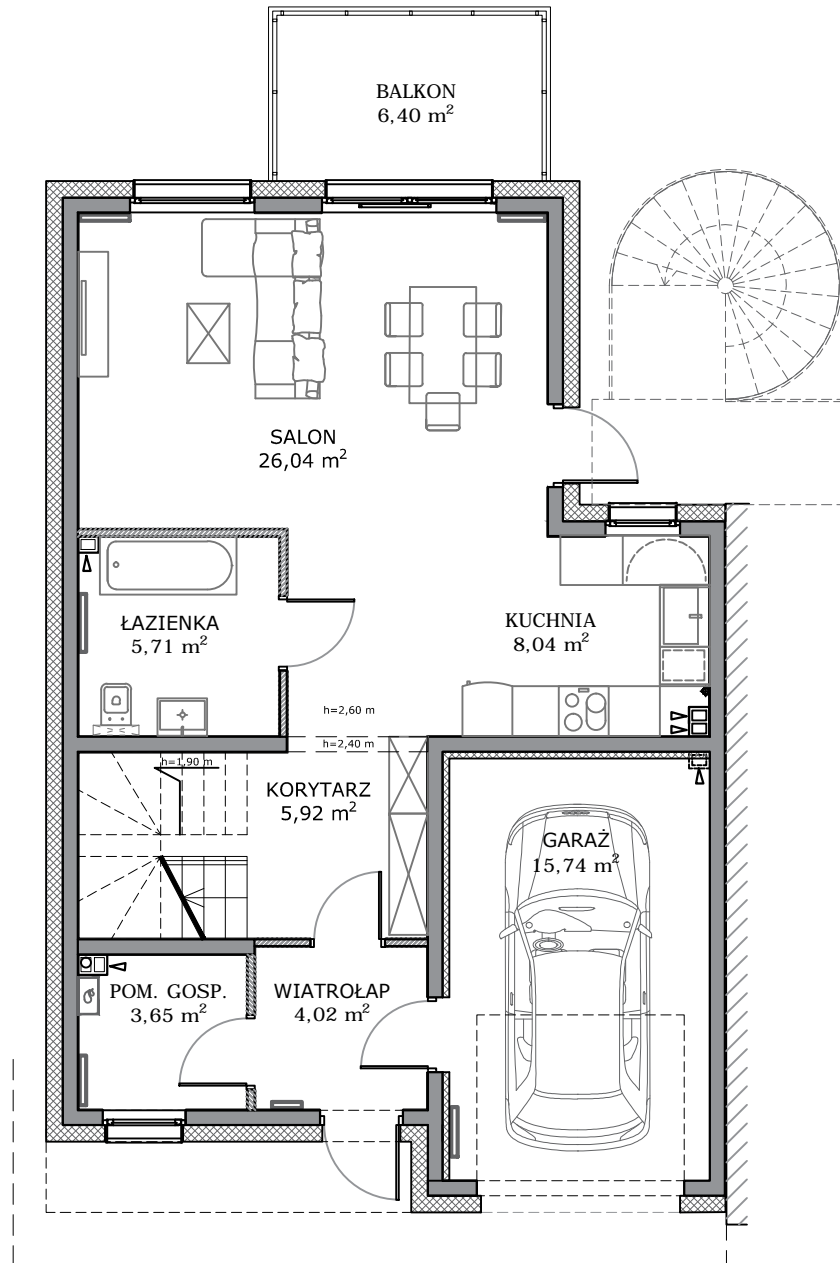 BALKON
6,40 m²
SALON
26,04 m²
ŁAZIENKA
5,71 m²
KUCHNIA
8,04 m²
h=2,60 m
h=2,40 m
h=1,90 m
KORYTARZ
5,92 m²
GARAŻ
15,74 m²
POM. GOSP.
3,65 m²
WIATROŁAP
4,02 m²